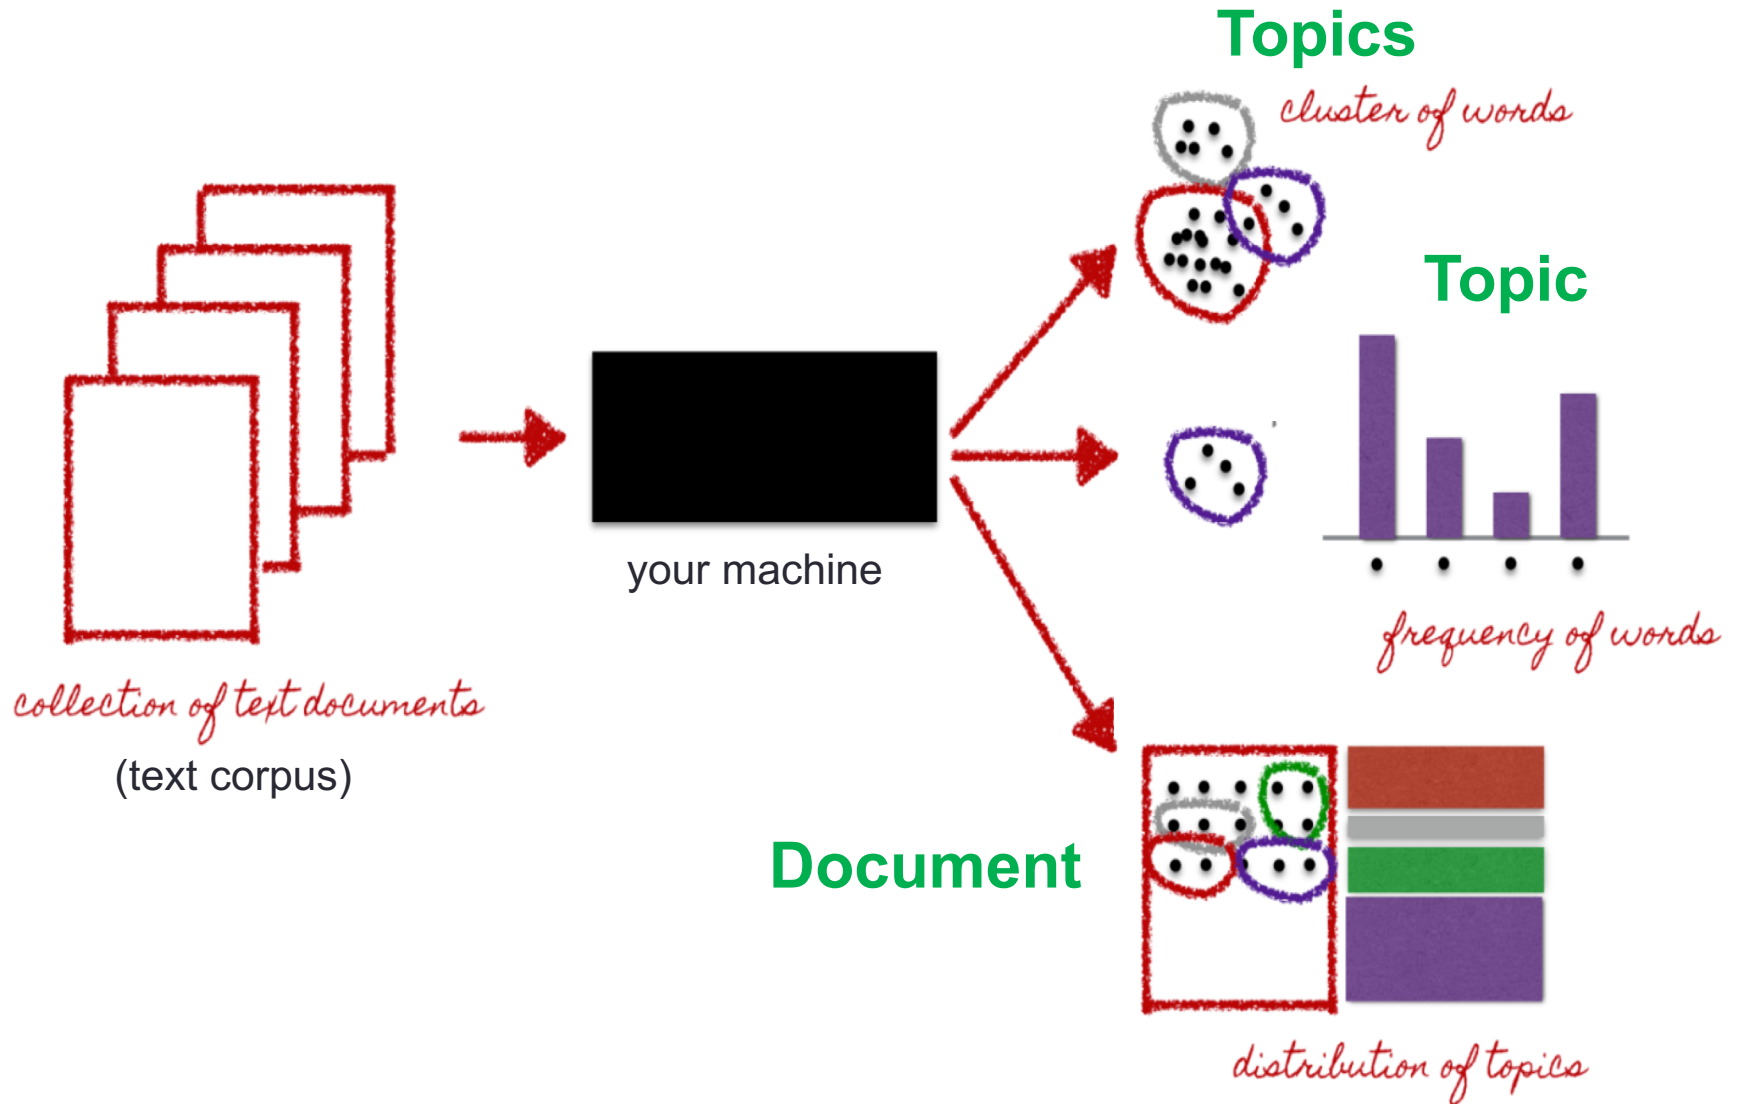 Topics
cluster of words
Topic
your machine
frequency of words
collection of text documents
(text corpus)
Document
distribution of topics